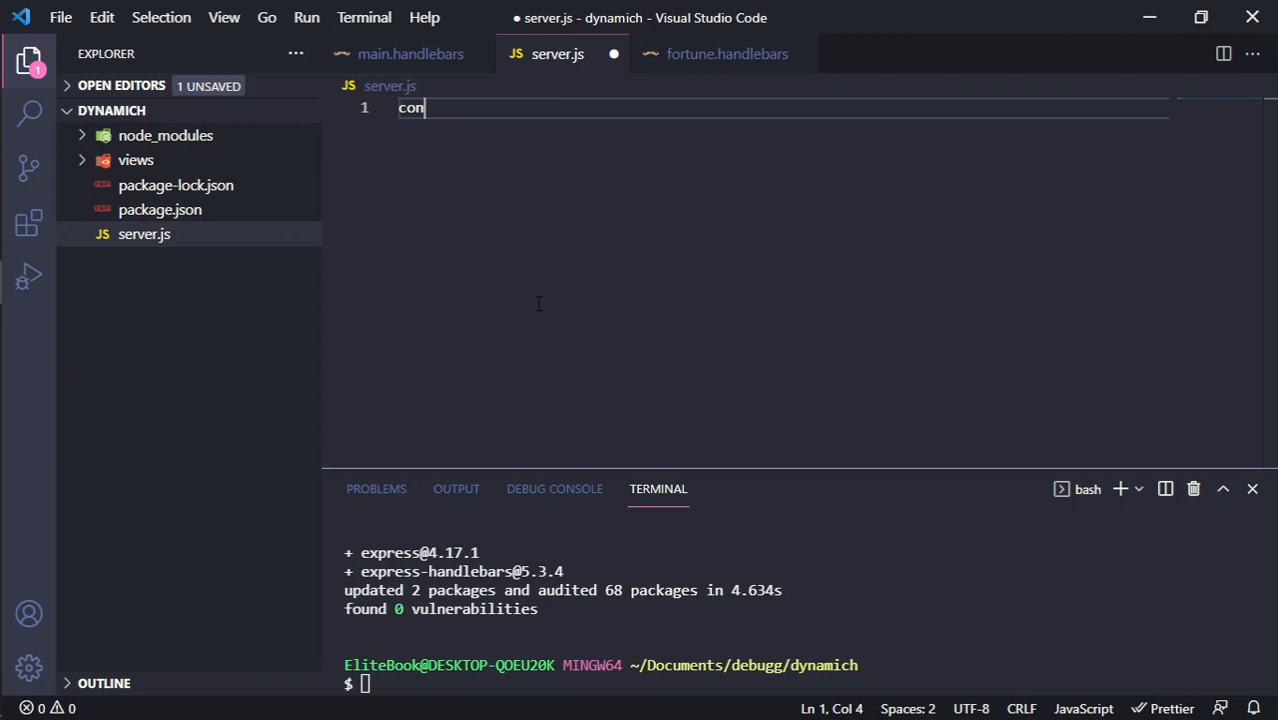 File Edit Selection View Go Run Terminal Help ● server.js - dynamich - Visual Studio Code
EXPLORER ··· main.handlebars JS server.js ● fortune.handlebars ···
1
OPEN EDITORS 1 UNSAVED
JS server.js
DYNAMICH
1 con
node_modules
views
package-lock.json
package.json
JS server.js
PROBLEMS OUTPUT DEBUG CONSOLE TERMINAL bash
+ express@4.17.1
+ express-handlebars@5.3.4
updated 2 packages and audited 68 packages in 4.634s
found 0 vulnerabilities
EliteBook@DESKTOP-QOEU20K MINGW64 ~/Documents/debugg/dynamich
$
OUTLINE
0 0 Ln 1, Col 4 Spaces: 2 UTF-8 CRLF JavaScript Prettier